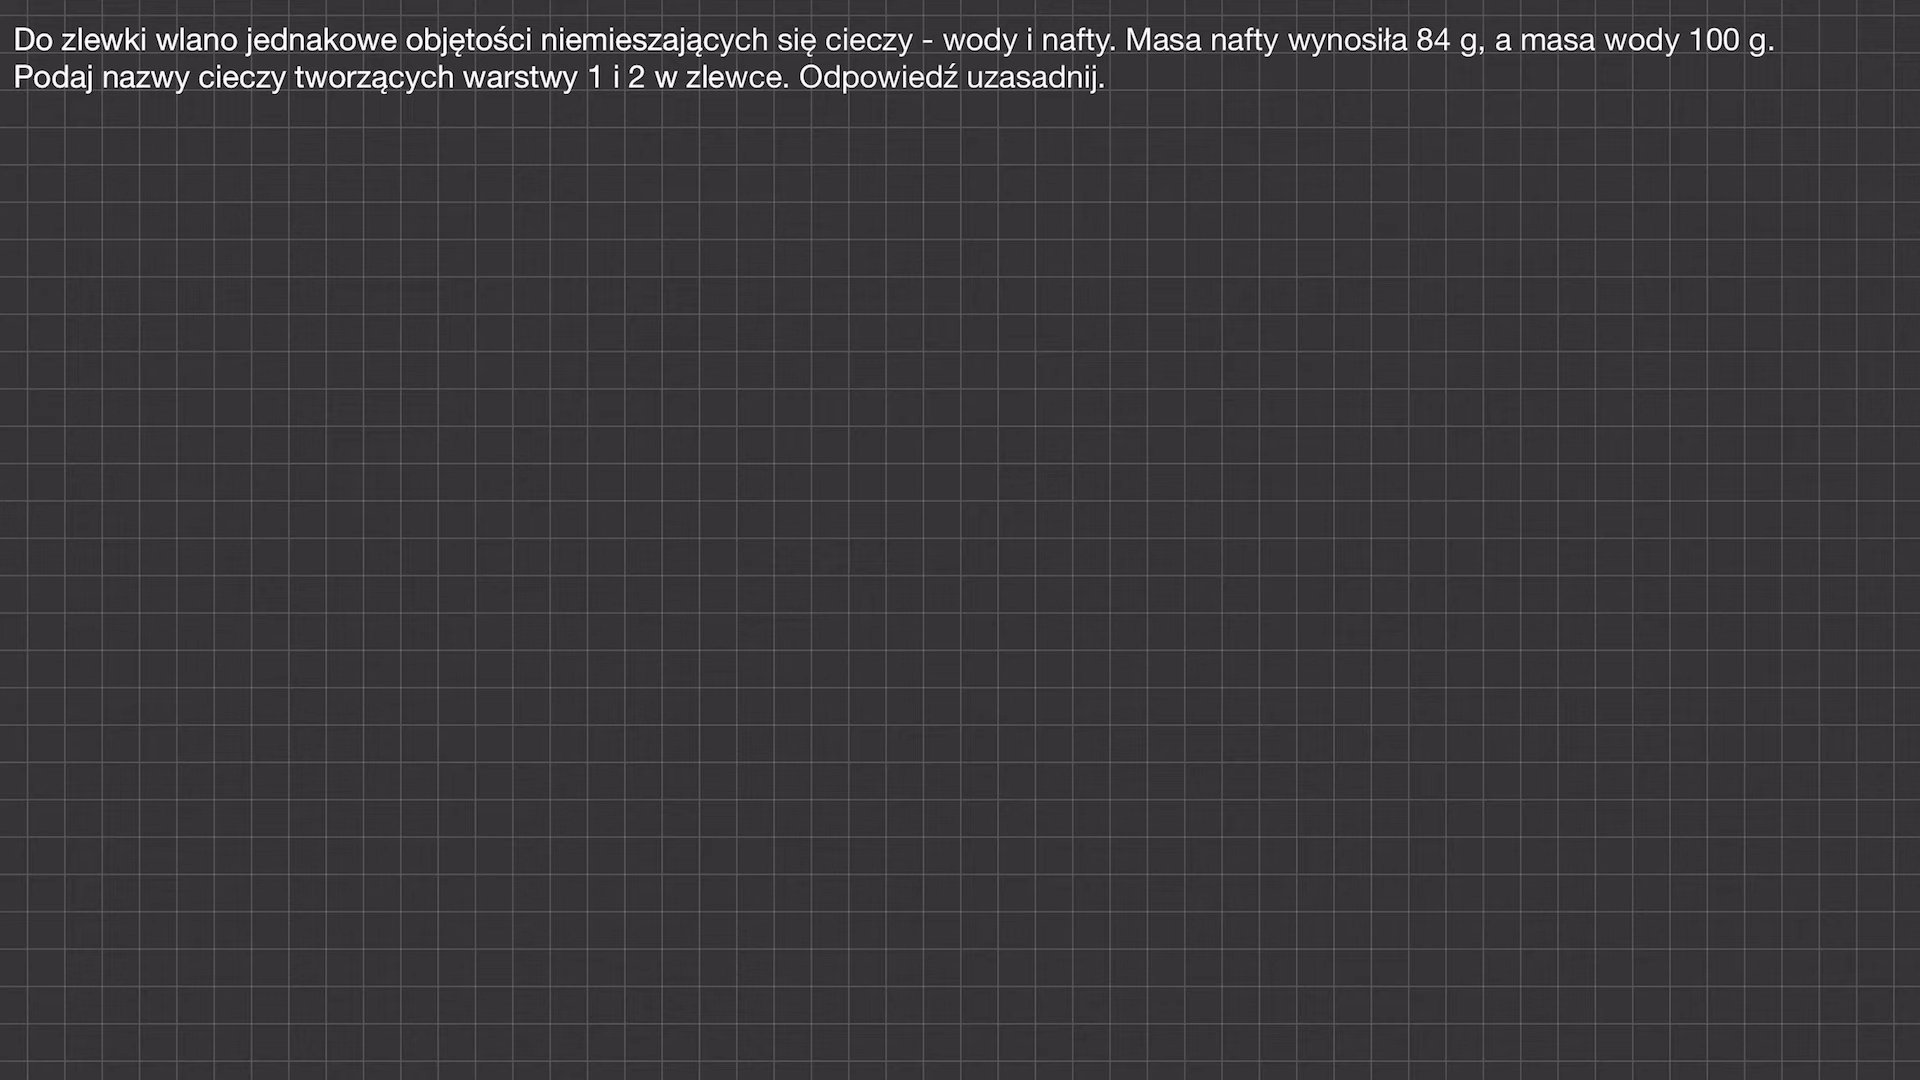 Do zlewki wlano jednakowe objętości niemieszających się cieczy - wody i nafty. Masa nafty wynosiła 84 g, a masa wody 100 g.
Podaj nazwy cieczy tworzących warstwy 1 i 2 w zlewce. Odpowiedź uzasadnij.